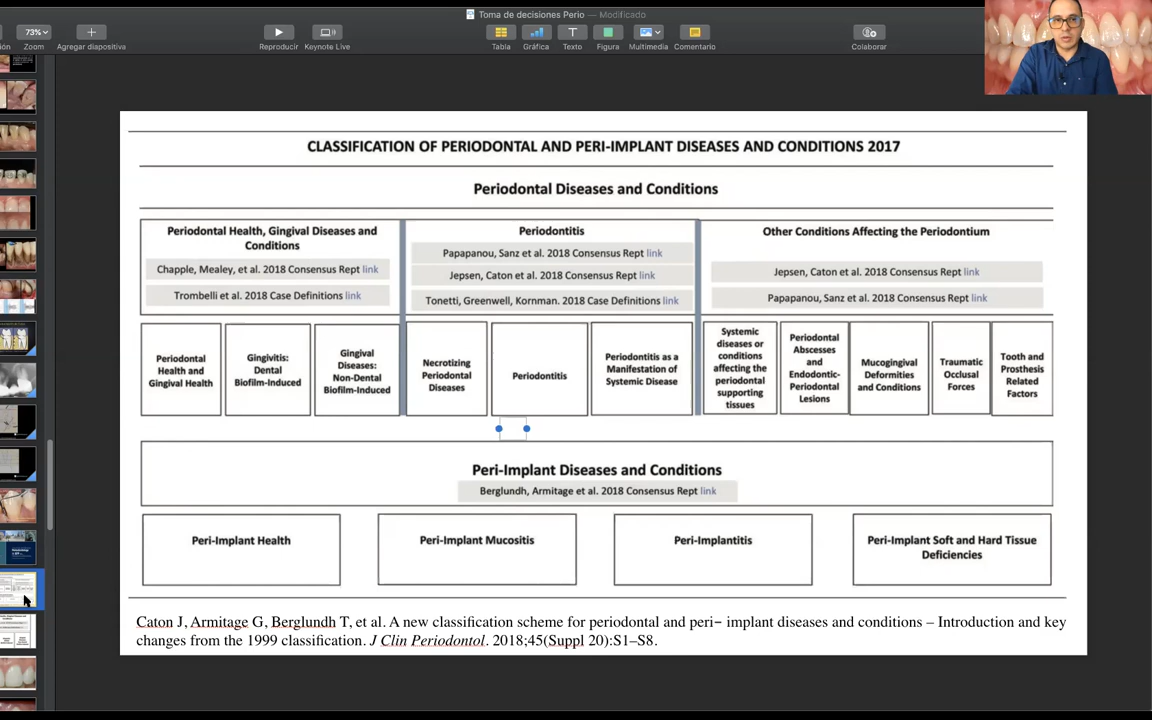 Toma de decisiones Perio — Modificado
73%
ión
Zoom
Agregar diapositiva
Reproducir
Keynote Live
Tabla
Gráfica
Texto
Figura
Multimedia
Comentario
Colaborar
CLASSIFICATION OF PERIODONTAL AND PERI-IMPLANT DISEASES AND CONDITIONS 2017
Periodontal Diseases and Conditions
Periodontal Health, Gingival Diseases and
Conditions
Chapple, Mealey, et al. 2018 Consensus Rept link
Trombelli et al. 2018 Case Definitions link
Periodontitis
Papapanou, Sanz et al. 2018 Consensus Rept link
Jepsen, Caton et al. 2018 Consensus Rept link
Tonetti, Greenwell, Kornman. 2018 Case Definitions link
Other Conditions Affecting the Periodontium
Jepsen, Caton et al. 2018 Consensus Rept link
Papapanou, Sanz et al. 2018 Consensus Rept link
Periodontal
Health and
Gingival Health
Gingivitis:
Dental
Biofilm-Induced
Gingival
Diseases:
Non-Dental
Biofilm-Induced
Necrotizing
Periodontal
Diseases
Periodontitis
Periodontitis as a
Manifestation of
Systemic Disease
Systemic
diseases or
conditions
affecting the
periodontal
supporting
tissues
Periodontal
Abscesses
and
Endodontic-
Periodontal
Lesions
Mucogingival
Deformities
and Conditions
Traumatic
Occlusal
Forces
Tooth and
Prosthesis
Related
Factors
Peri-Implant Diseases and Conditions
Berglundh, Armitage et al. 2018 Consensus Rept link
Peri-Implant Health
Peri-Implant Mucositis
Peri-Implantitis
Peri-Implant Soft and Hard Tissue
Deficiencies
Caton J, Armitage G, Berglundh T, et al. A new classification scheme for periodontal and peri− implant diseases and conditions – Introduction and key
changes from the 1999 classification. J Clin Periodontol. 2018;45(Suppl 20):S1–S8.